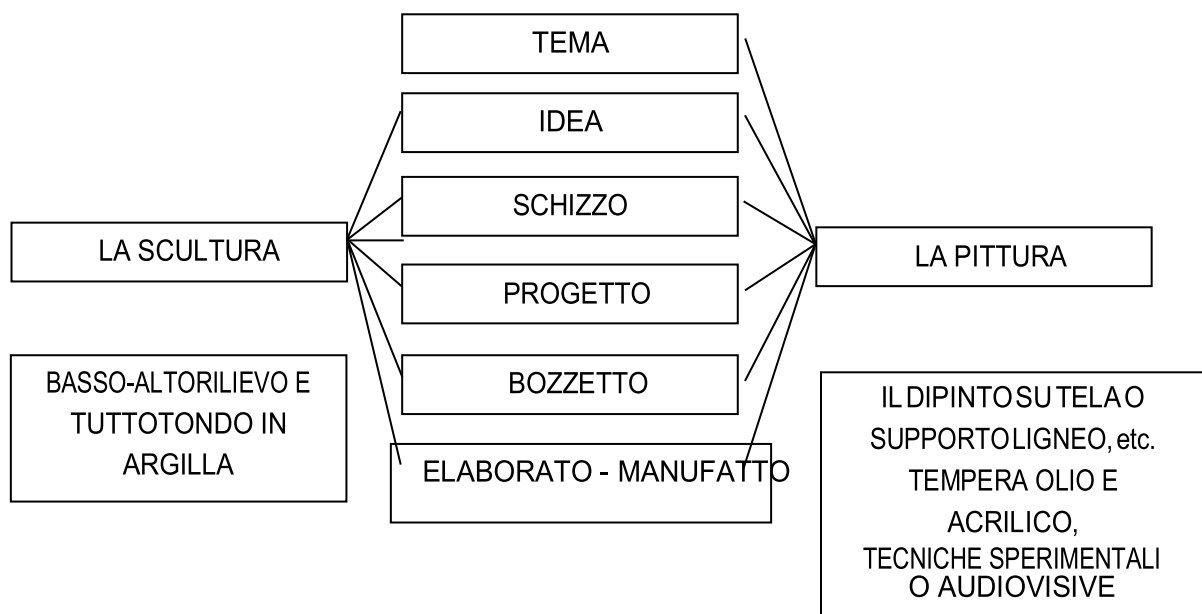 TEMA
IDEA
SCHIZZO
LA SCULTURA
LA PITTURA
PROGETTO
BASSO-ALTORILIEVO E
TUTTOTONDO IN
ARGILLA
BOZZETTO
ELABORATO - MANUFATTO
IL DIPINTO SU TELA O
SUPPORTO LIGNEO, etc.
TEMPERA OLIO E
ACRILICO,
TECNICHE SPERIMENTALI
O AUDIOVISIVE